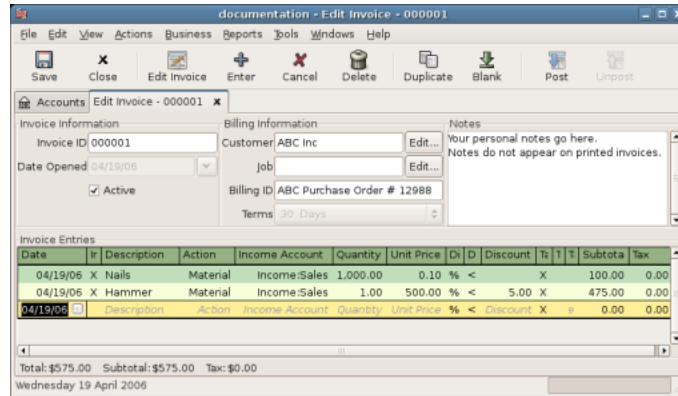 documentation - Edit Invoice - 000001
File Edit View Actions Business Reports Tools Windows Help
Save Close Edit Invoice Enter Cancel Delete Duplicate Blank Post Unpost
Accounts Edit Invoice - 000001
Invoice Information Billing Information Notes
Invoice ID 000001 Customer ABC Inc Edit... Your personal notes go here.
Notes do not appear on printed invoices.
Date Opened 04/19/06 Job Edit...
Active Billing ID ABC Purchase Order # 12988
Terms 30 Days
Invoice Entries
Date Ir Description Action Income Account Quantity Unit Price Di D Discount Ta T T Subtota Tax
04/19/06 X Nails Material Income:Sales 1,000.00 0.10 % < X 100.00 0.00
04/19/06 X Hammer Material Income:Sales 1.00 500.00 % < 5.00 X 475.00 0.00
04/19/06 Description Action Income Account Quantity Unit Price % < Discount X 0.00 0.00
Total: $575.00 Subtotal: $575.00 Tax: $0.00
Wednesday 19 April 2006